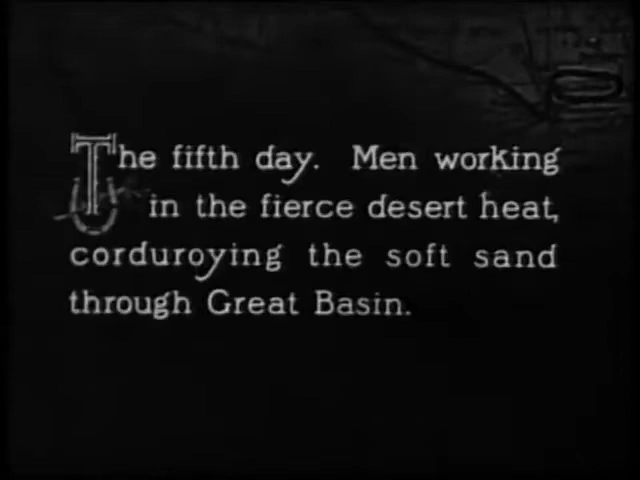 The fifth day. Men working
in the fierce desert heat,
corduroying the soft sand
through Great Basin.